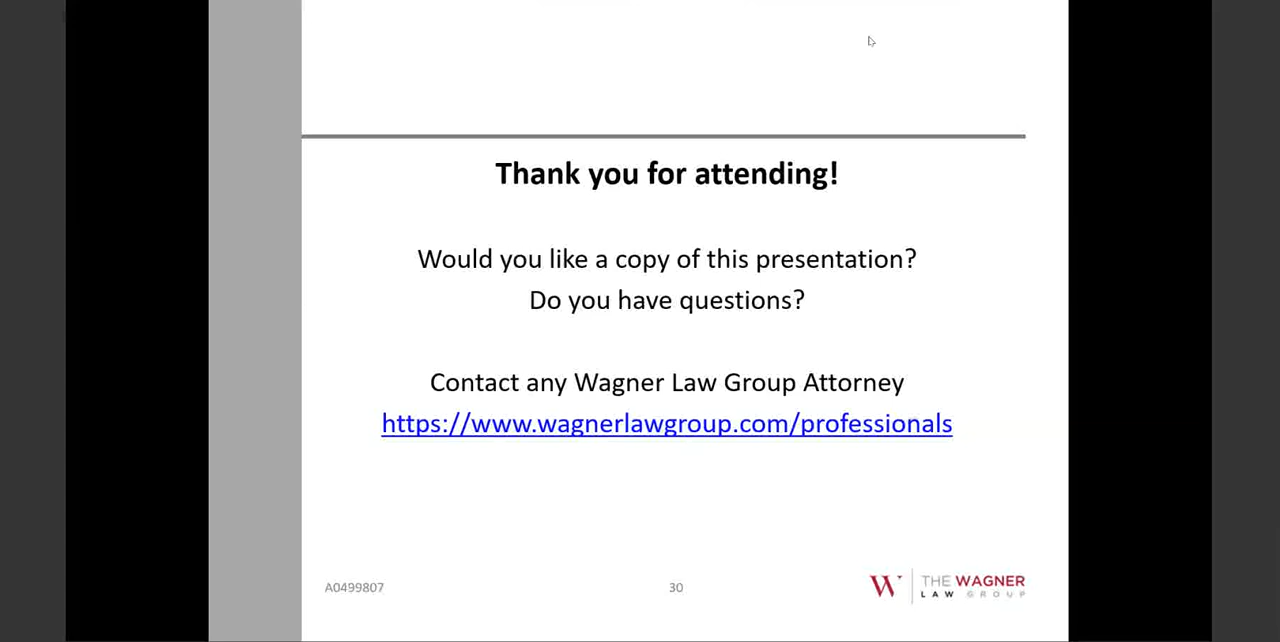 Thank you for attending!
Would you like a copy of this presentation?
Do you have questions?
Contact any Wagner Law Group Attorney
https://www.wagnerlawgroup.com/professionals
A0499807
30
W
THE WAGNER
LAW GROUP